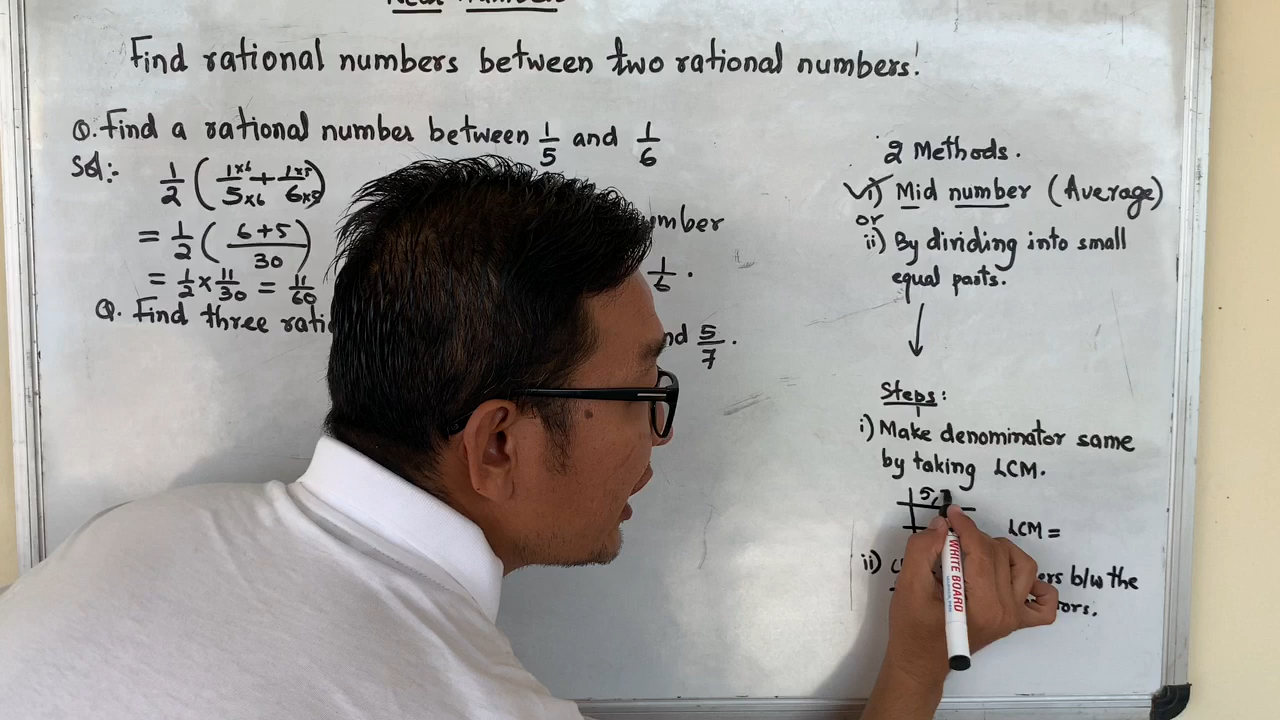 Real Numbers
Find rational numbers between two rational numbers!
Q. Find a rational number between 1/5 and 1/6
Sol:-
1/2 ( 1×6/5×6 + 1×5/6×5 )
= 1/2 ( 6+5/30 )
= 1/2 × 11/30 = 11/60
umber
1/6 .
Q. Find three rati
nd 5/7 .
2 Methods.
i) Mid number (Average)
or
ii) By dividing into small
equal parts.
Steps:
i) Make denominator same
by taking LCM.
5,
LCM =
ii)
ers b/w the
tors.
WHITE BOARD